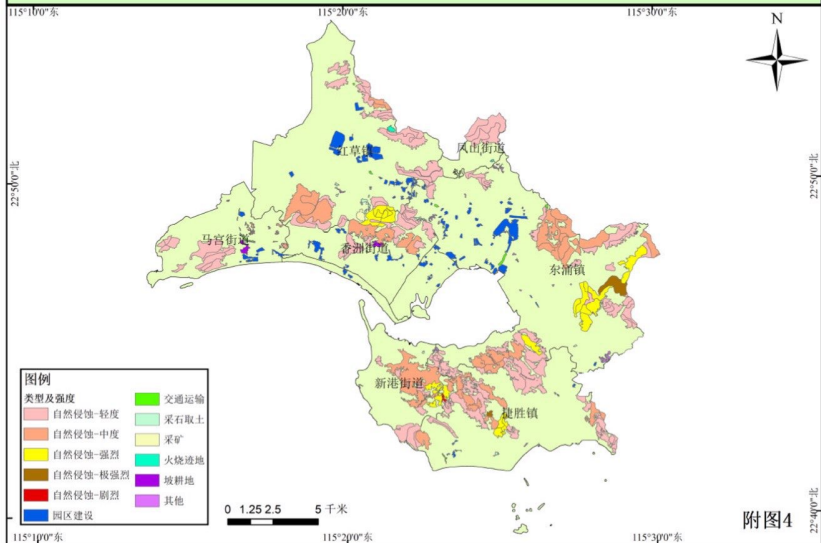 115°10'0"东 115°20'0"东 115°30'0"东
N
红草镇
凤山街道
22°50'0"北 22°50'0"北
马宫街道
香洲街道
东涌镇
新港街道
捷胜镇
图例
类型及强度
自然侵蚀-轻度
自然侵蚀-中度
自然侵蚀-强烈
自然侵蚀-极强烈
自然侵蚀-剧烈
园区建设
交通运输
采石取土
采矿
火烧迹地
坡耕地
其他
0 1.25 2.5 5 千米
附图4
22°40'0"北
115°10'0"东 115°20'0"东 115°30'0"东